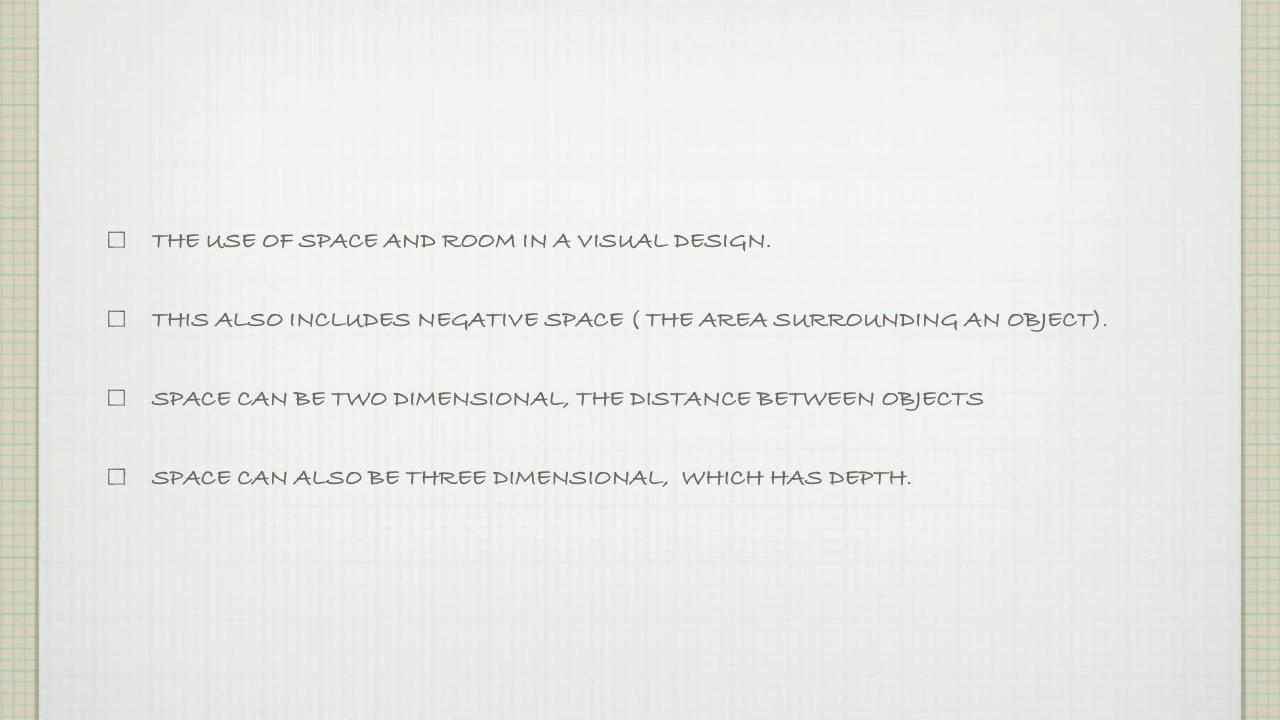 THE USE OF SPACE AND ROOM IN A VISUAL DESIGN.
THIS ALSO INCLUDES NEGATIVE SPACE ( THE AREA SURROUNDING AN OBJECT).
SPACE CAN BE TWO DIMENSIONAL, THE DISTANCE BETWEEN OBJECTS
SPACE CAN ALSO BE THREE DIMENSIONAL,  WHICH HAS DEPTH.